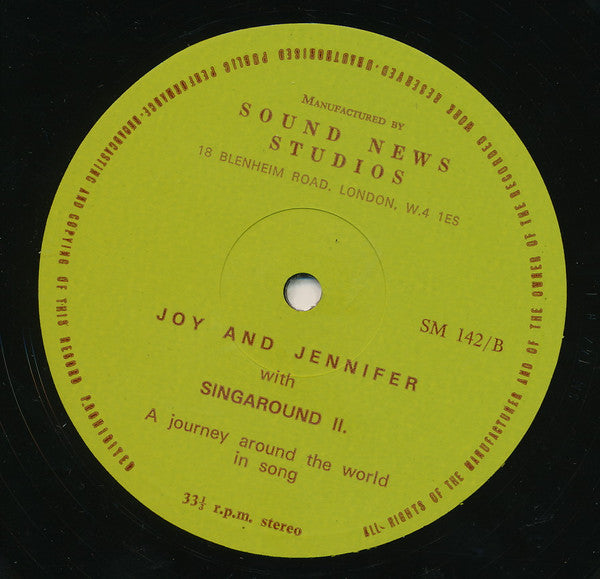 MANUFACTURED BY
SOUND NEWS
STUDIOS
18 BLENHEIM ROAD, LONDON, W.4 1ES
SM 142/B
JOY AND JENNIFER
with
SINGAROUND II.
A journey around the world
in song
33⅓ r.p.m. stereo
ALL RIGHTS OF THE MANUFACTURER AND OF THE OWNER OF THE RECORDED WORK RESERVED·UNAUTHORISED PUBLIC PERFORMANCE·BROADCASTING AND COPYING OF THIS RECORD PROHIBITED